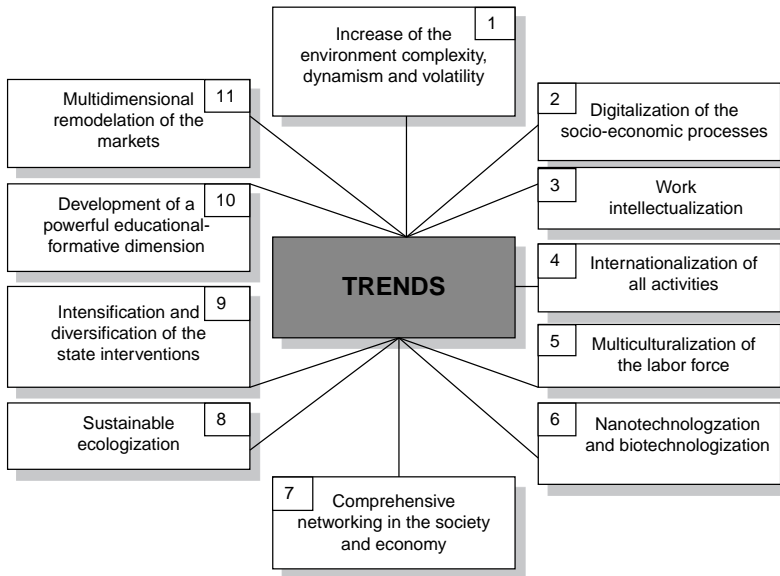 1
Increase of the
environment complexity,
dynamism and volatility
2
Digitalization of the
socio-economic processes
3
Work
intellectualization
4
Internationalization of
all activities
5
Multiculturalization of
the labor force
6
Nanotechnologzation
and biotechnologization
7
Comprehensive
networking in the society
and economy
8
Sustainable
ecologization
9
Intensification and
diversification of the
state interventions
10
Development of a
powerful educational-
formative dimension
11
Multidimensional
remodelation of the
markets
TRENDS